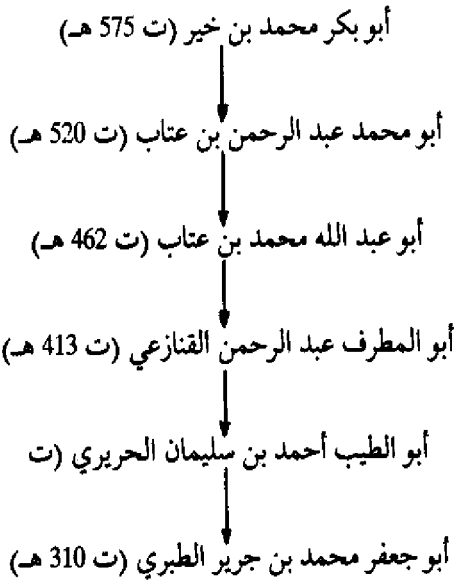 أبو بكر محمد بن خير (ت 575 هـ)
أبو محمد عبد الرحمن بن عتاب (ت 520 هـ)
أبو عبد الله محمد بن عتاب (ت 462 هـ)
أبو المطرف عبد الرحمن القنازعي (ت 413 هـ)
أبو الطيب أحمد بن سليمان الحريري (ت
أبو جعفر محمد بن جرير الطبري (ت 310 هـ)